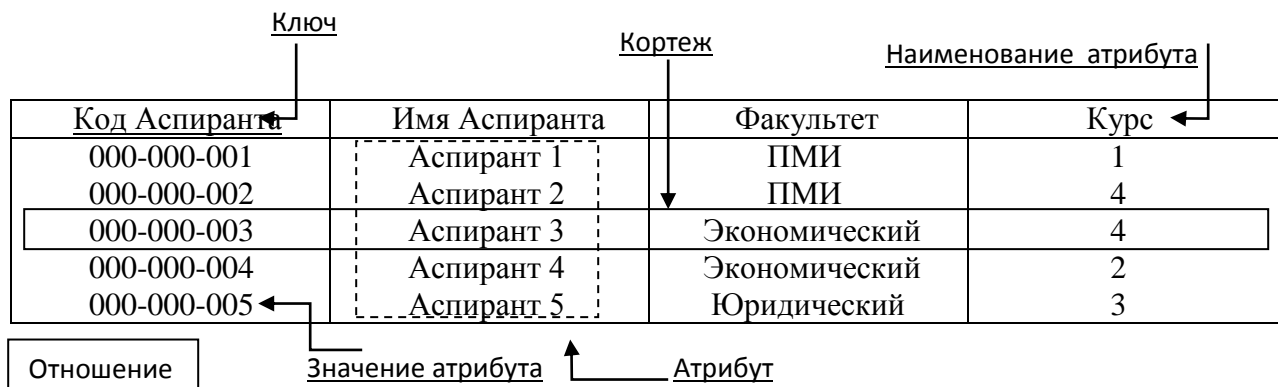 Ключ
Кортеж
Наименование атрибута
Код Аспиранта Имя Аспиранта Факультет Курс
000-000-001 Аспирант 1 ПМИ 1
000-000-002 Аспирант 2 ПМИ 4
000-000-003 Аспирант 3 Экономический 4
000-000-004 Аспирант 4 Экономический 2
000-000-005 Аспирант 5 Юридический 3
Отношение Значение атрибута Атрибут